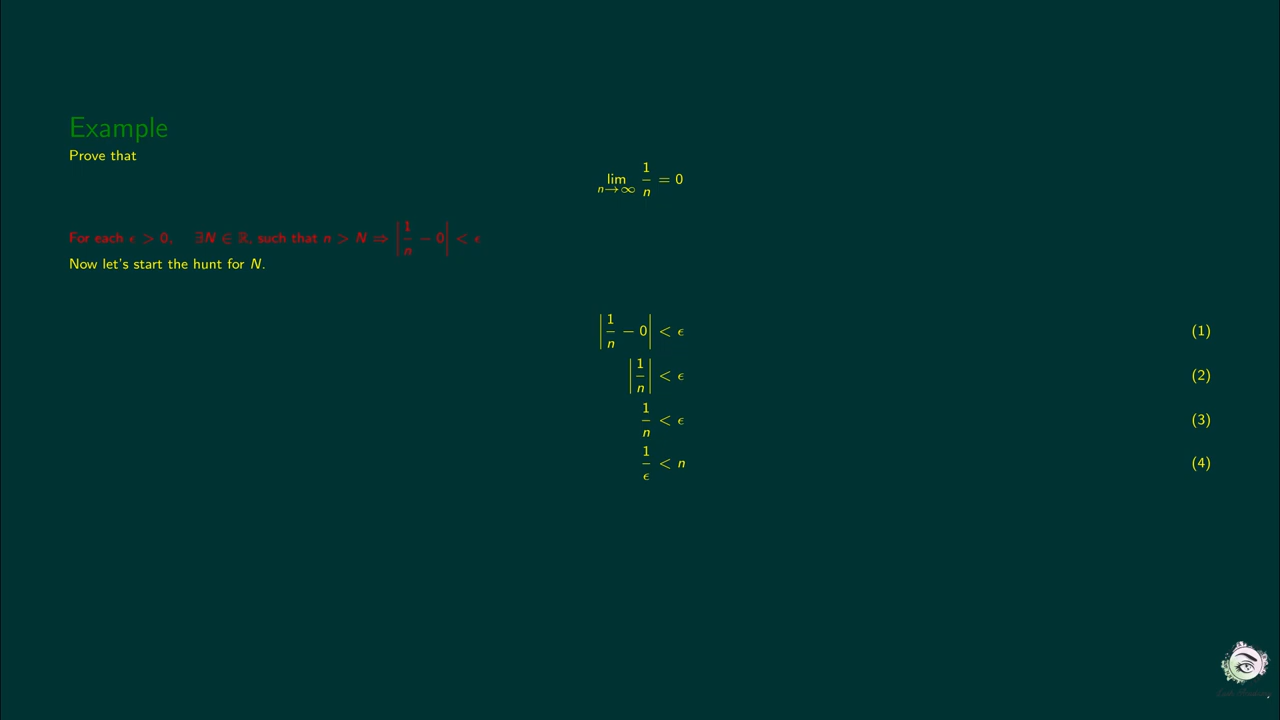 Example
Prove that
lim n→∞ 1/n = 0
For each ϵ > 0, ∃N ∈ ℝ, such that n > N ⇒ |1/n − 0| < ϵ
Now let's start the hunt for N.
|1/n − 0| < ϵ (1)
|1/n| < ϵ (2)
1/n < ϵ (3)
1/ϵ < n (4)